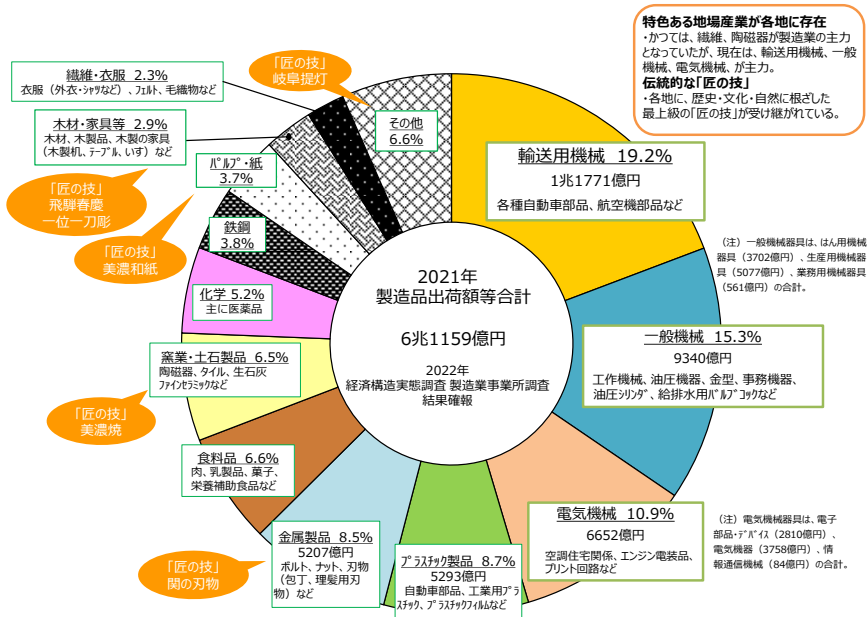 特色ある地場産業が各地に存在
・かつては、繊維、陶磁器が製造業の主力
となっていたが、現在は、輸送用機械、一般
機械、電気機械、が主力。
伝統的な「匠の技」
・各地に、歴史・文化・自然に根ざした
最上級の「匠の技」が受け継がれている。
「匠の技」
岐阜提灯
繊維・衣服 2.3%
衣服（外衣・シャツなど）、フェルト、毛織物など
その他
6.6%
木材・家具等 2.9%
木材、木製品、木製の家具
（木製机、テーブル、いす）など
輸送用機械 19.2%
1兆1771億円
各種自動車部品、航空機部品など
パルプ・紙
3.7%
「匠の技」
飛騨春慶
一位一刀彫
「匠の技」
美濃和紙
鉄鋼
3.8%
（注）一般機械器具は、はん用機械
器具（3702億円）、生産用機械器
具（5077億円）、業務用機械器具
（561億円）の合計。
2021年
製造品出荷額等合計
6兆1159億円
2022年
経済構造実態調査 製造業事業所調査
結果確報
化学 5.2%
主に医薬品
一般機械 15.3%
9340億円
工作機械、油圧機器、金型、事務機器、
油圧シリンダ、給排水用バルブコックなど
窯業・土石製品 6.5%
陶磁器、タイル、生石灰
ファインセラミックなど
「匠の技」
美濃焼
食料品 6.6%
肉、乳製品、菓子、
栄養補助食品など
電気機械 10.9%
6652億円
空調住宅関係、エンジン電装品、
プリント回路など
（注）電気機械器具は、電子
部品・デバイス（2810億円）、
電気機器（3758億円）、情
報通信機械（84億円）の合計。
金属製品 8.5%
5207億円
ボルト、ナット、刃物
（包丁、理髪用刃
物）など
「匠の技」
関の刃物
プラスチック製品 8.7%
5293億円
自動車部品、工業用プラ
スチック、プラスチックフィルムなど